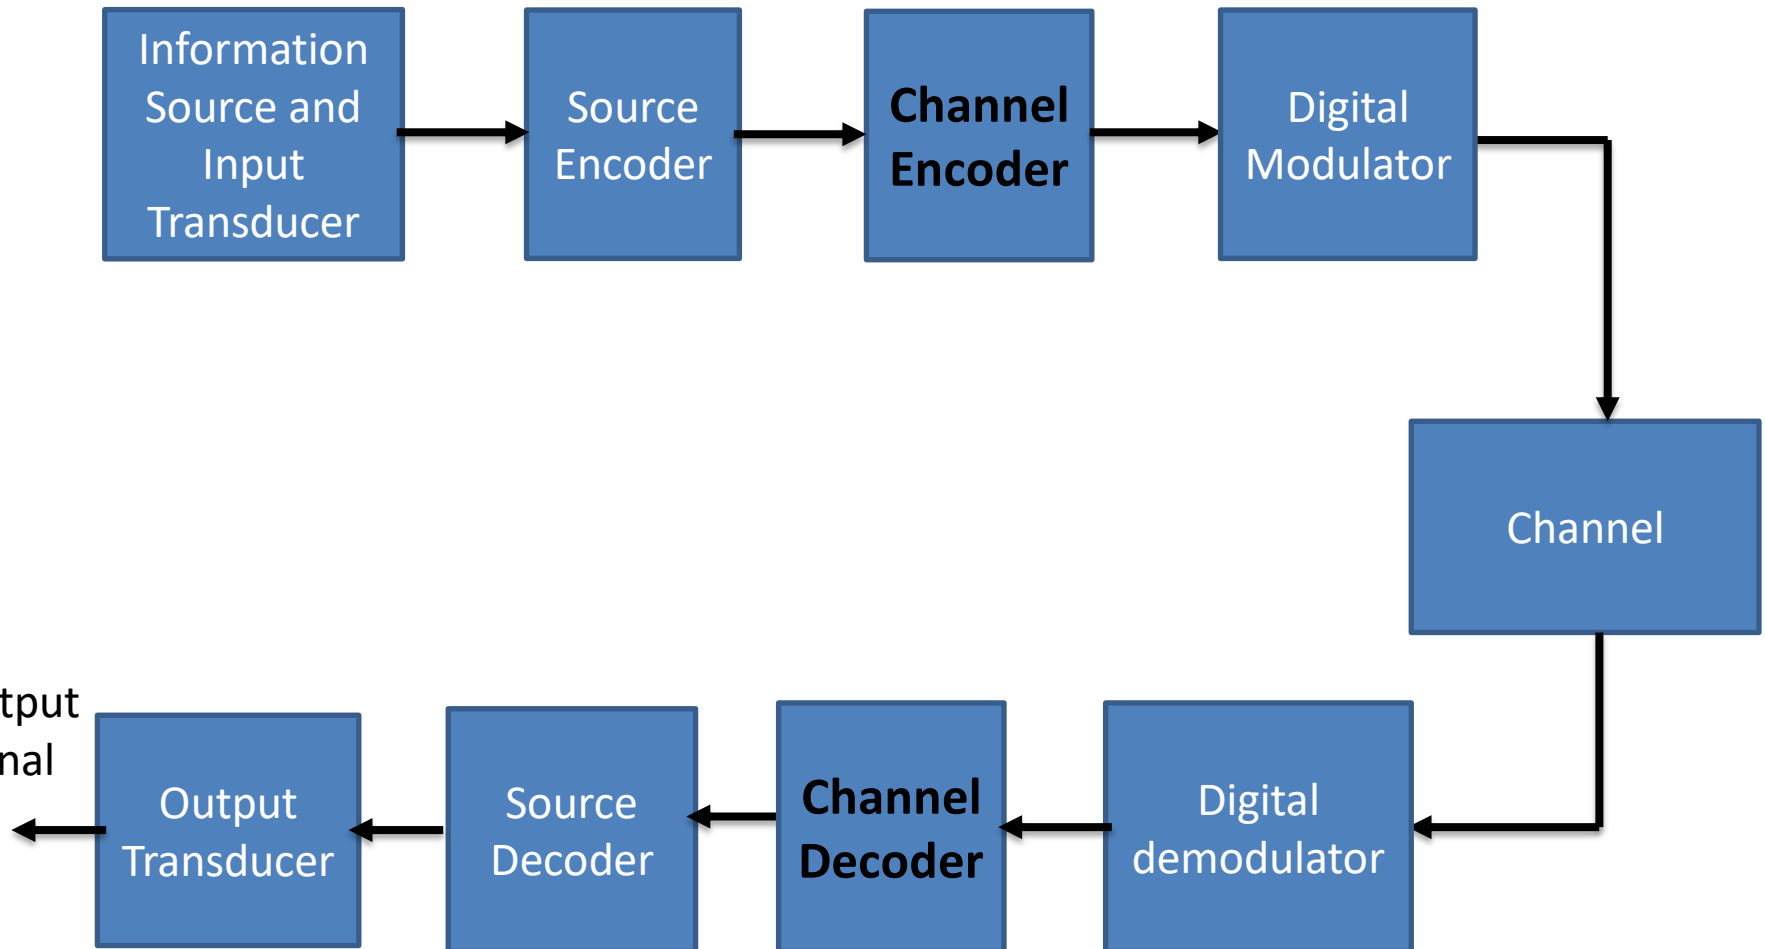 Information
Source and
Input
Transducer
Source
Encoder
Channel
Encoder
Digital
Modulator
Channel
tput
nal
Output
Transducer
Source
Decoder
Channel
Decoder
Digital
demodulator